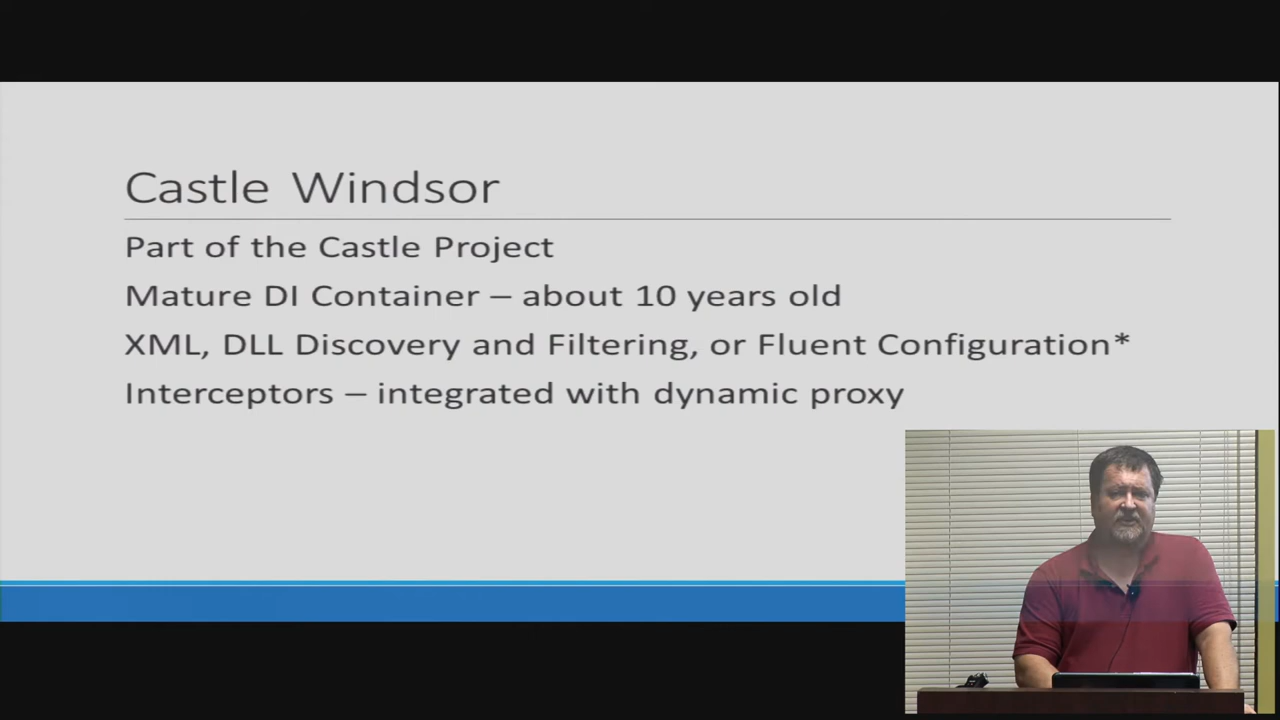 Castle Windsor
Part of the Castle Project
Mature DI Container – about 10 years old
XML, DLL Discovery and Filtering, or Fluent Configuration*
Interceptors – integrated with dynamic proxy